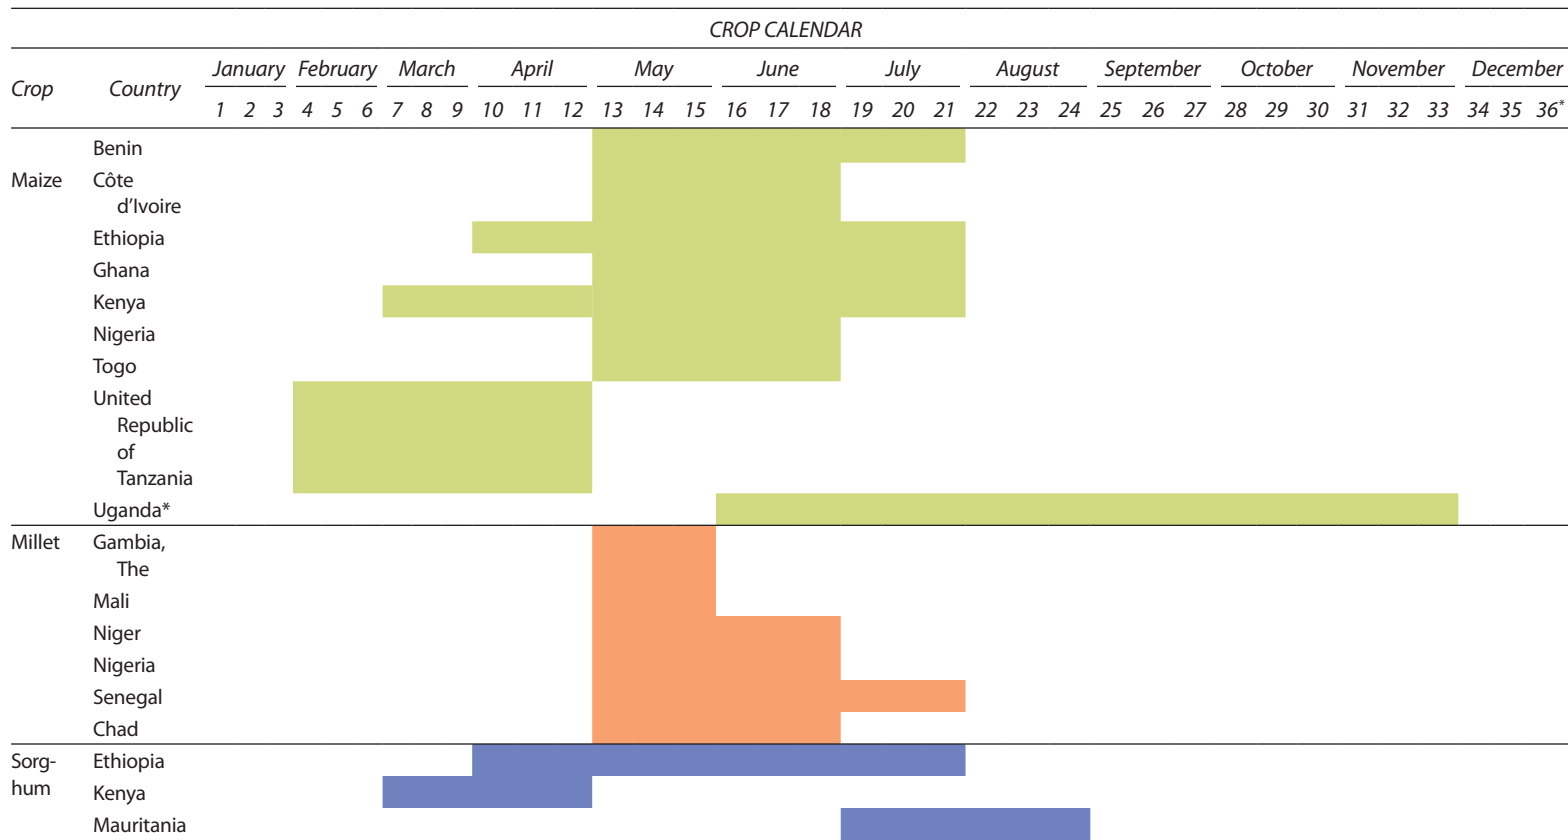 CROP CALENDAR
Crop Country January February March April May June July August September October November December
1 2 3 4 5 6 7 8 9 10 11 12 13 14 15 16 17 18 19 20 21 22 23 24 25 26 27 28 29 30 31 32 33 34 35 36*
Benin
Maize Côte
d’Ivoire
Ethiopia
Ghana
Kenya
Nigeria
Togo
United
Republic
of
Tanzania
Uganda*
Millet Gambia,
The
Mali
Niger
Nigeria
Senegal
Chad
Sorg- Ethiopia
hum Kenya
Mauritania